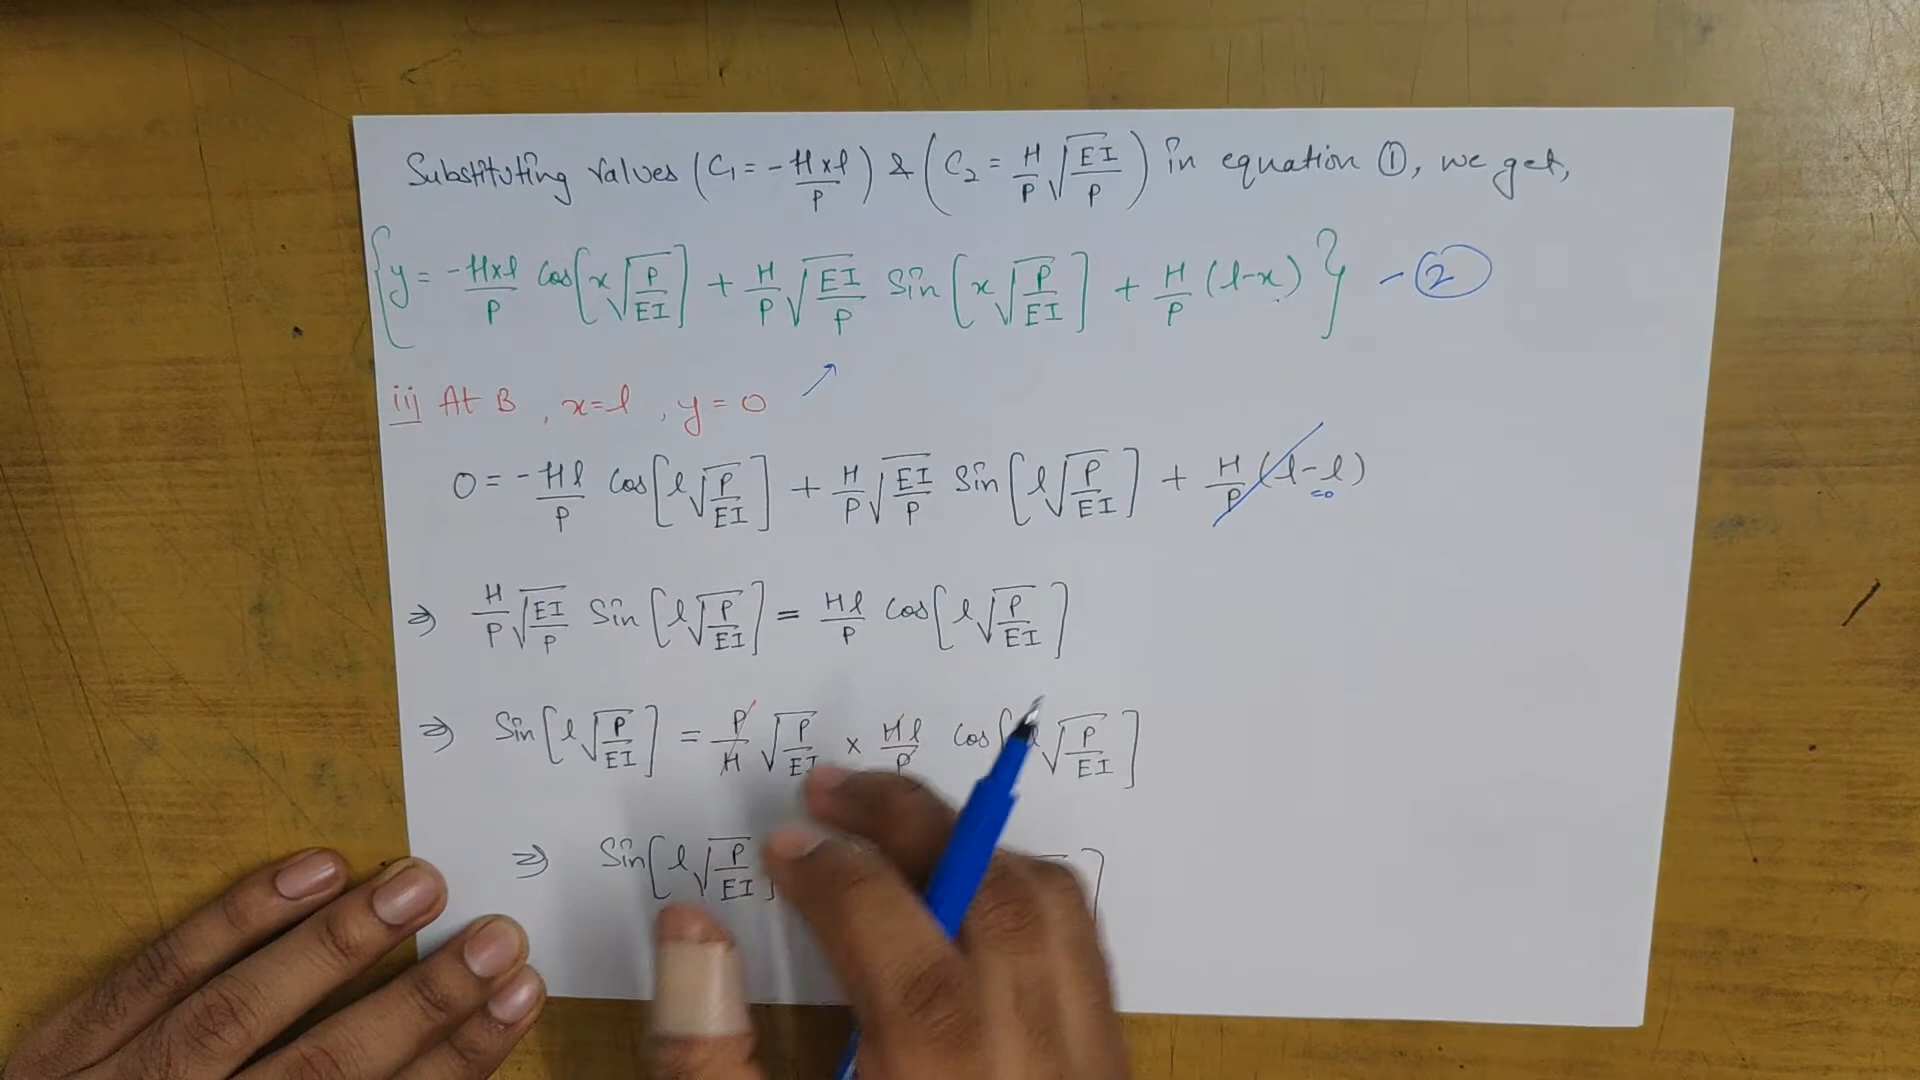 Substituting values (C₁ = -H×l/P) & (C₂ = H/P √(EI/P)) in equation ①, we get,
{y = -H×l/P cos[x√(P/EI)] + H/P √(EI/P) Sin[x√(P/EI)] + H/P (l-x)} - ②
iii) At B, x=l, y=0
0 = -Hl/P cos[l√(P/EI)] + H/P √(EI/P) Sin[l√(P/EI)] + H/P (l-l) =0
⇒ H/P √(EI/P) Sin[l√(P/EI)] = Hl/P cos[l√(P/EI)]
⇒ Sin[l√(P/EI)] = P/H √(P/EI) × Hl/P cos[l√(P/EI)]
⇒ Sin[l√(P/EI)]